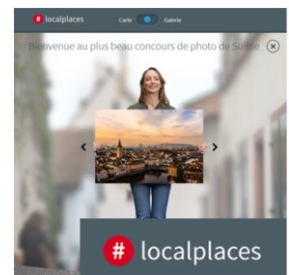 # localplaces
Carte
Galerie
Bienvenue au plus beau concours de photo de Suisse
# localplaces